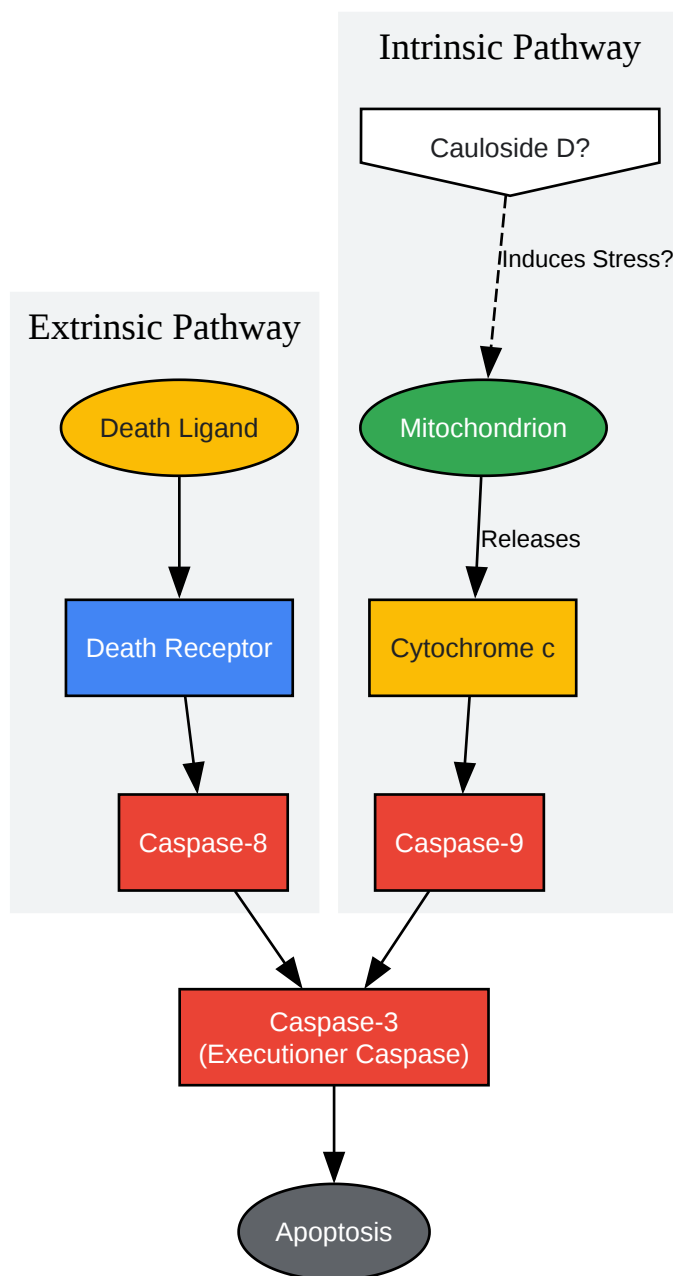 Intrinsic Pathway
Cauloside D?
Induces Stress?
Extrinsic Pathway
Death Ligand
Mitochondrion
Releases
Death Receptor
Cytochrome c
Caspase-8
Caspase-9
Caspase-3
(Executioner Caspase)
Apoptosis